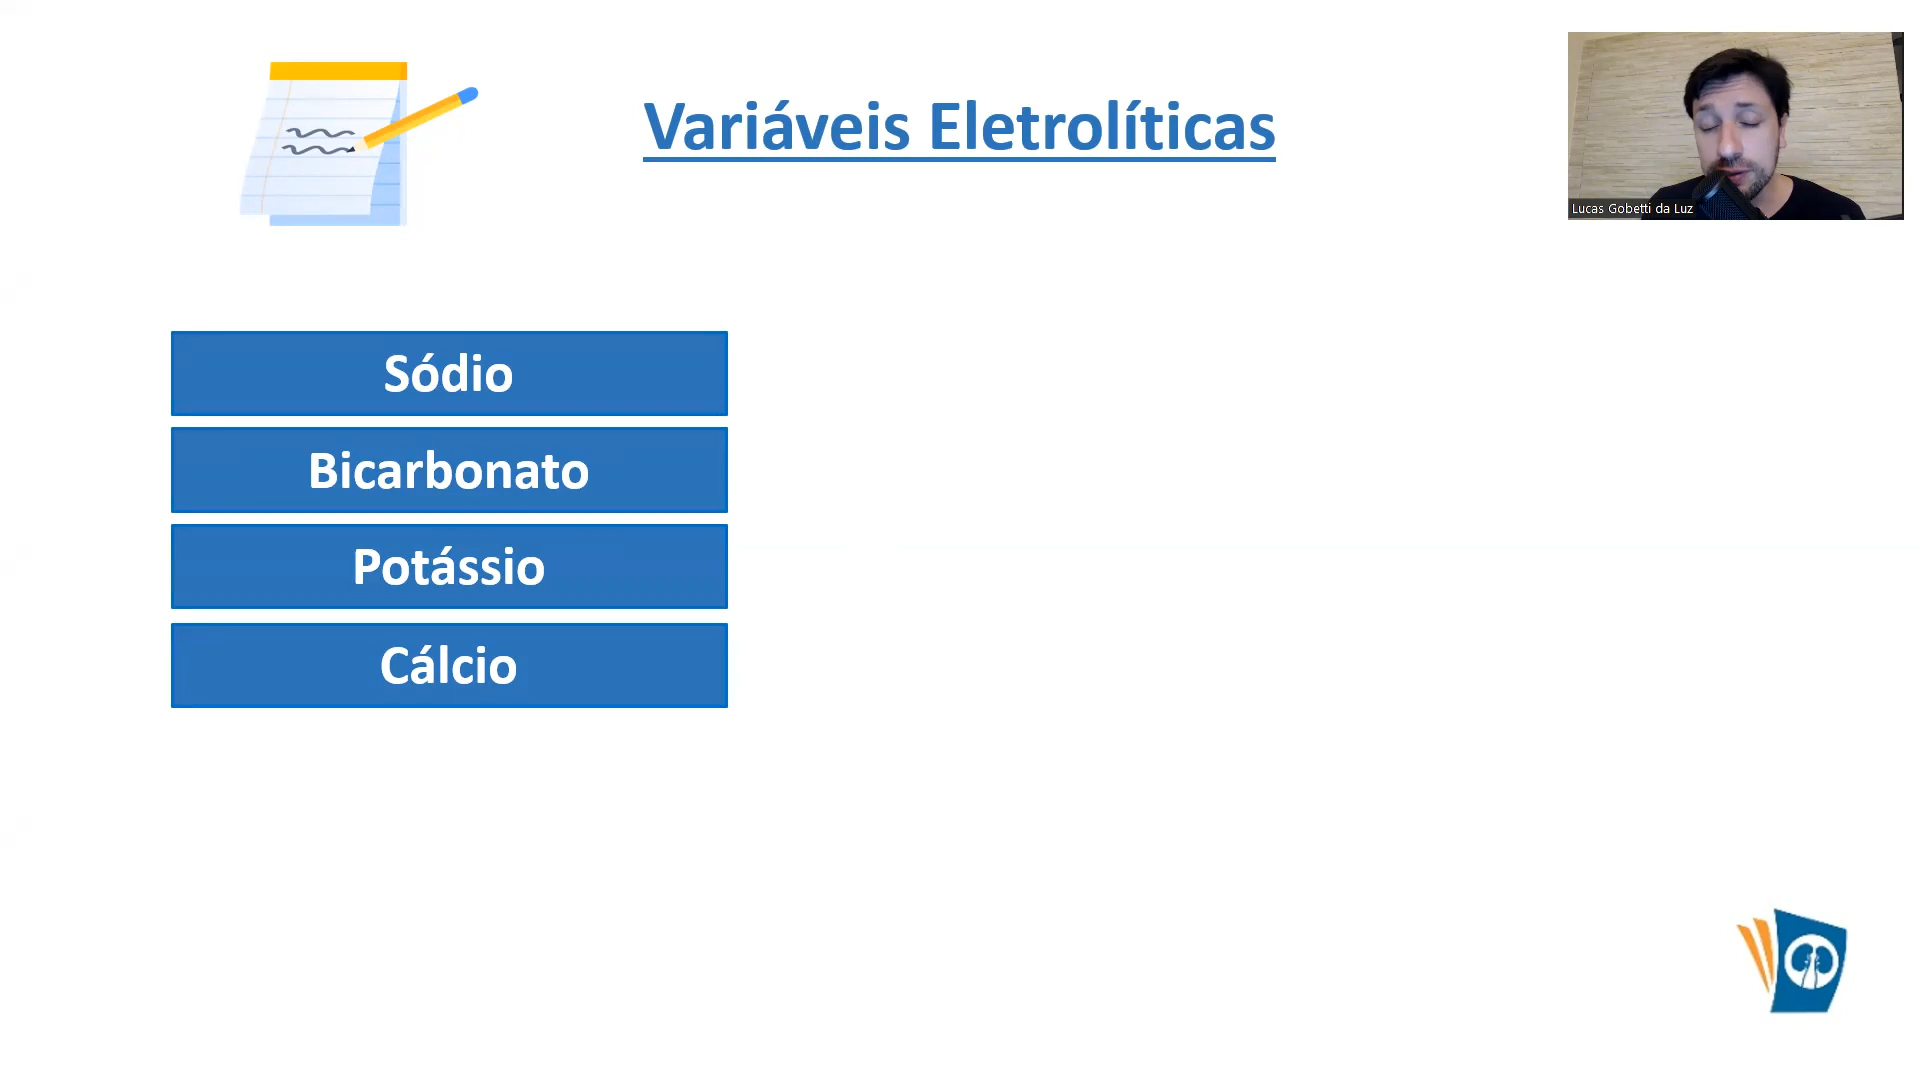 Variáveis Eletrolíticas
Lucas Gobetti da Luz
Sódio
Bicarbonato
Potássio
Cálcio